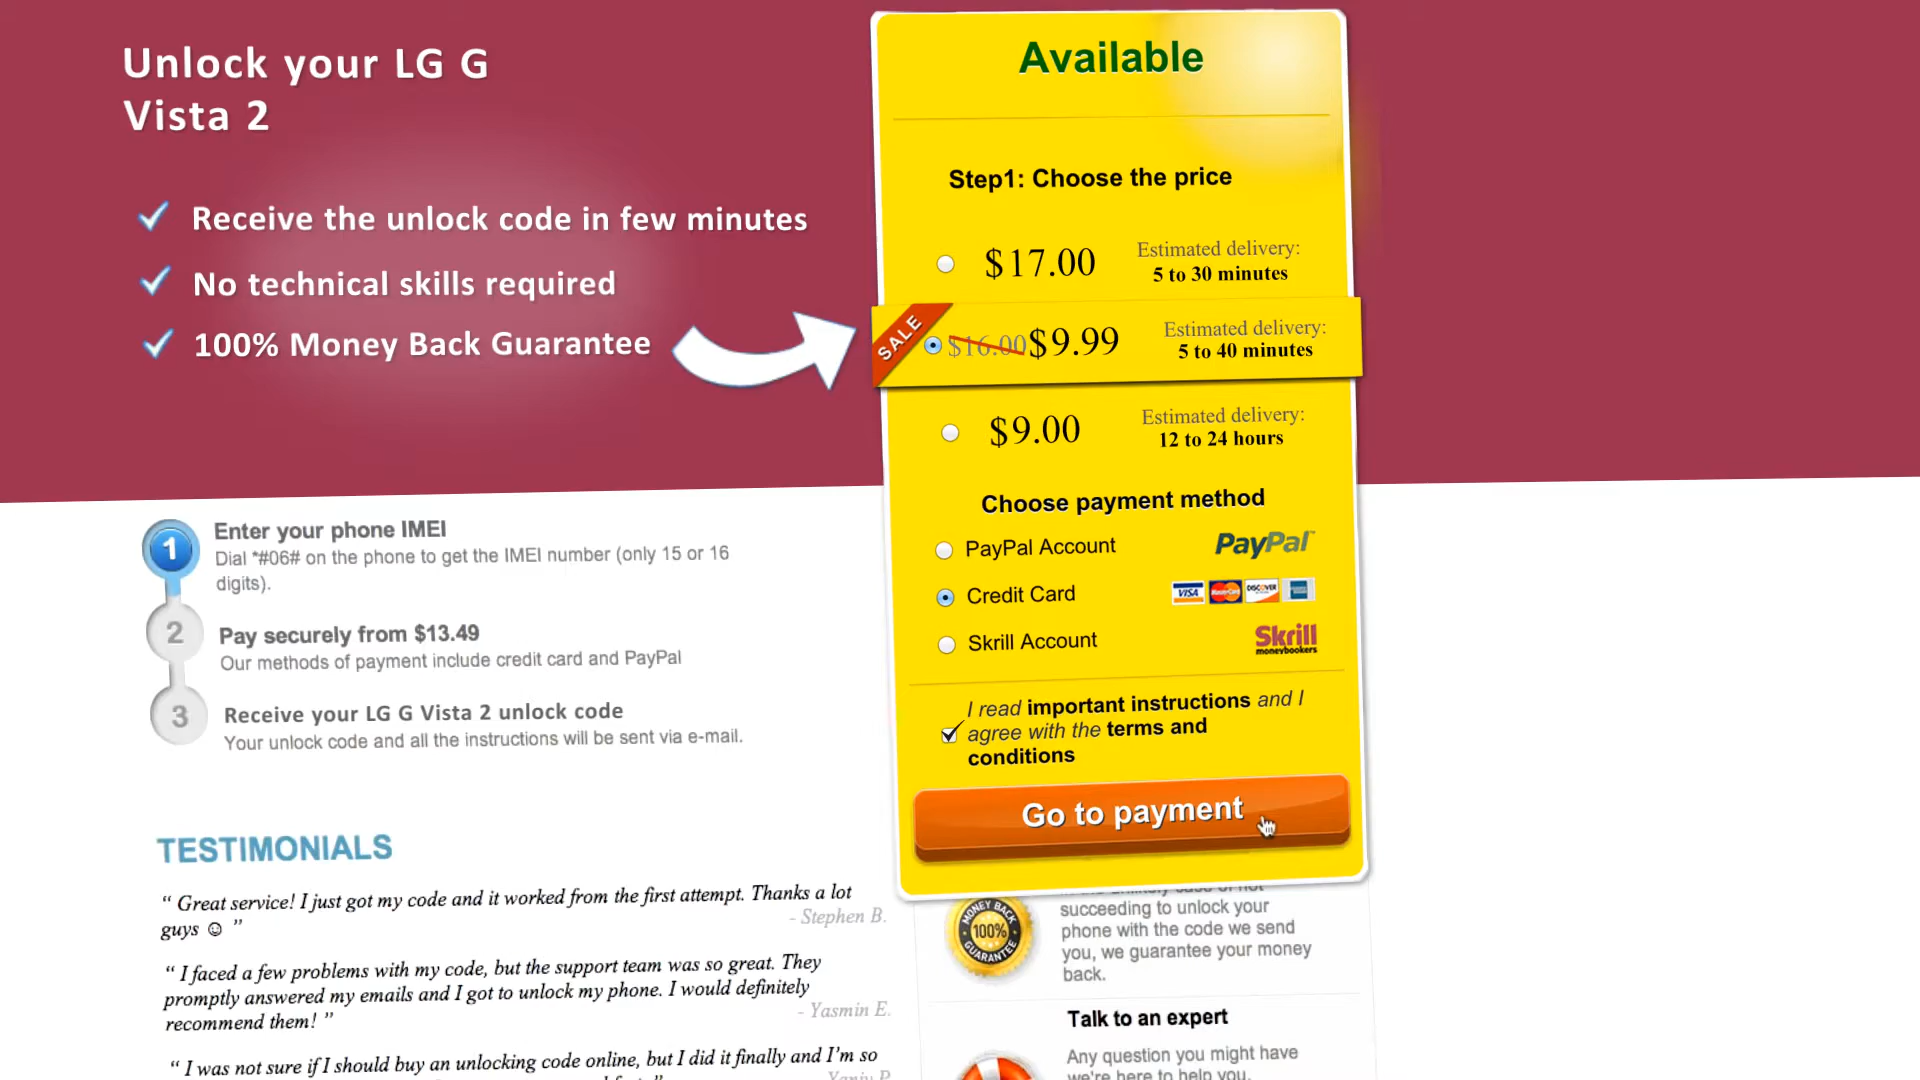 Unlock your LG G
Vista 2
Receive the unlock code in few minutes
No technical skills required
100% Money Back Guarantee
Available
Step1: Choose the price
$17.00
Estimated delivery:
5 to 30 minutes
SALE
$16.00 $9.99
Estimated delivery:
5 to 40 minutes
$9.00
Estimated delivery:
12 to 24 hours
Choose payment method
PayPal Account
PayPal
Credit Card
VISA MasterCard DISCOVER
Skrill Account
Skrill
moneybookers
I read important instructions and I
agree with the terms and
conditions
Go to payment
1
Enter your phone IMEI
Dial *#06# on the phone to get the IMEI number (only 15 or 16
digits).
2
Pay securely from $13.49
Our methods of payment include credit card and PayPal
3
Receive your LG G Vista 2 unlock code
Your unlock code and all the instructions will be sent via e-mail.
TESTIMONIALS
“ Great service! I just got my code and it worked from the first attempt. Thanks a lot
guys ☺ ”
- Stephen B.
“ I faced a few problems with my code, but the support team was so great. They
promptly answered my emails and I got to unlock my phone. I would definitely
recommend them! ”
- Yasmin E.
“ I was not sure if I should buy an unlocking code online, but I did it finally and I'm so
MONEY BACK
100%
GUARANTEE
succeeding to unlock your
phone with the code we send
you, we guarantee your money
back.
Talk to an expert
Any question you might have
we're here to help you.